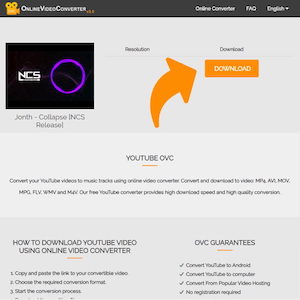 OnlineVideoConverter v3.0
Online Converter FAQ English
Resolution Download
NCS
DOWNLOAD
Jonth - Collapse [NCS
Release]
YOUTUBE OVC
Convert your YouTube videos to music tracks using online video converter. Convert and download to video: MP4, AVI, MOV.
MPG, FLV, WMV and M4V. Our free YouTube converter provides high download speed and high quality conversion.
HOW TO DOWNLOAD YOUTUBE VIDEO
USING ONLINE VIDEO CONVERTER
1. Copy and paste the link to your convertible video.
2. Choose the required conversion format.
3. Start the conversion process.
OVC GUARANTEES
Convert YouTube to Android
Convert YouTube to computer
Convert From Popular Video Hosting
No registration required